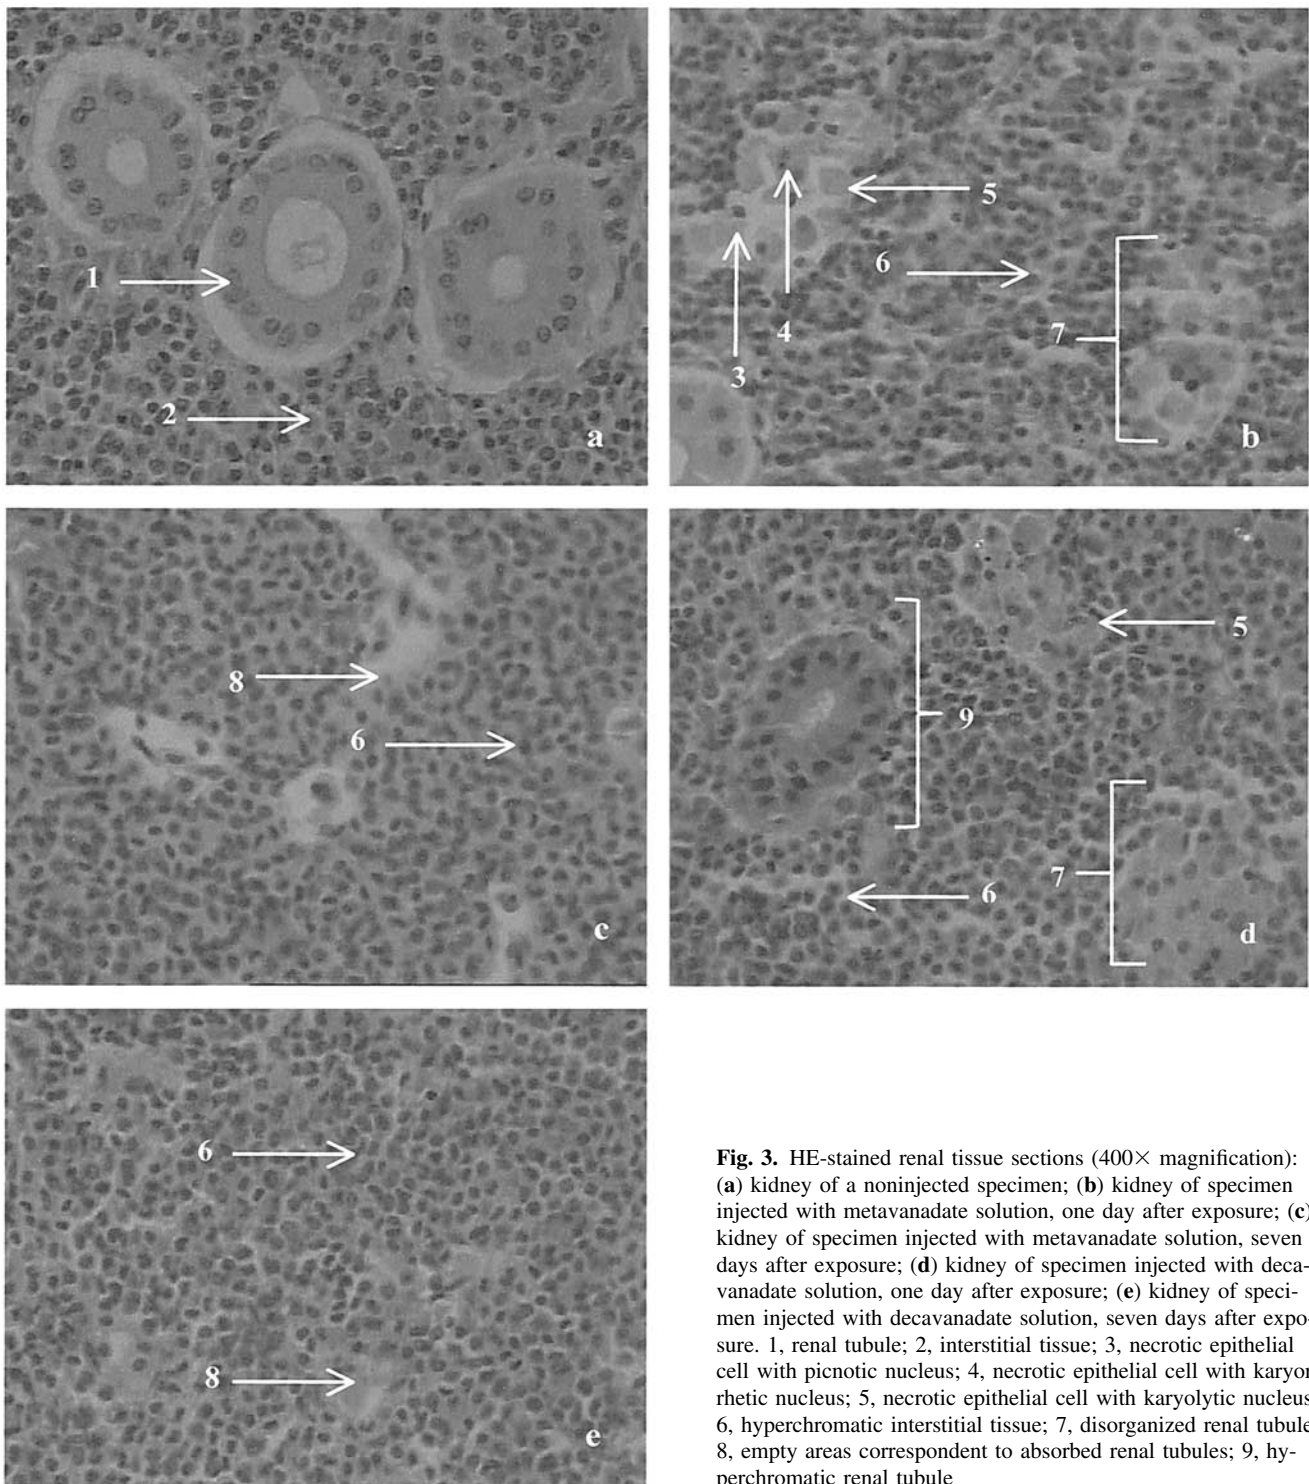 1
2
a
5
6
4
7
3
b
8
6
c
5
9
7
6
d
6
8
e
Fig. 3. HE-stained renal tissue sections (400× magnification):
(a) kidney of a noninjected specimen; (b) kidney of specimen
injected with metavanadate solution, one day after exposure; (c)
kidney of specimen injected with metavanadate solution, seven
days after exposure; (d) kidney of specimen injected with deca-
vanadate solution, one day after exposure; (e) kidney of speci-
men injected with decavanadate solution, seven days after expo-
sure. 1, renal tubule; 2, interstitial tissue; 3, necrotic epithelial
cell with picnotic nucleus; 4, necrotic epithelial cell with karyor
rhetic nucleus; 5, necrotic epithelial cell with karyolytic nucleus
6, hyperchromatic interstitial tissue; 7, disorganized renal tubule
8, empty areas correspondent to absorbed renal tubules; 9, hy-
perchromatic renal tubule